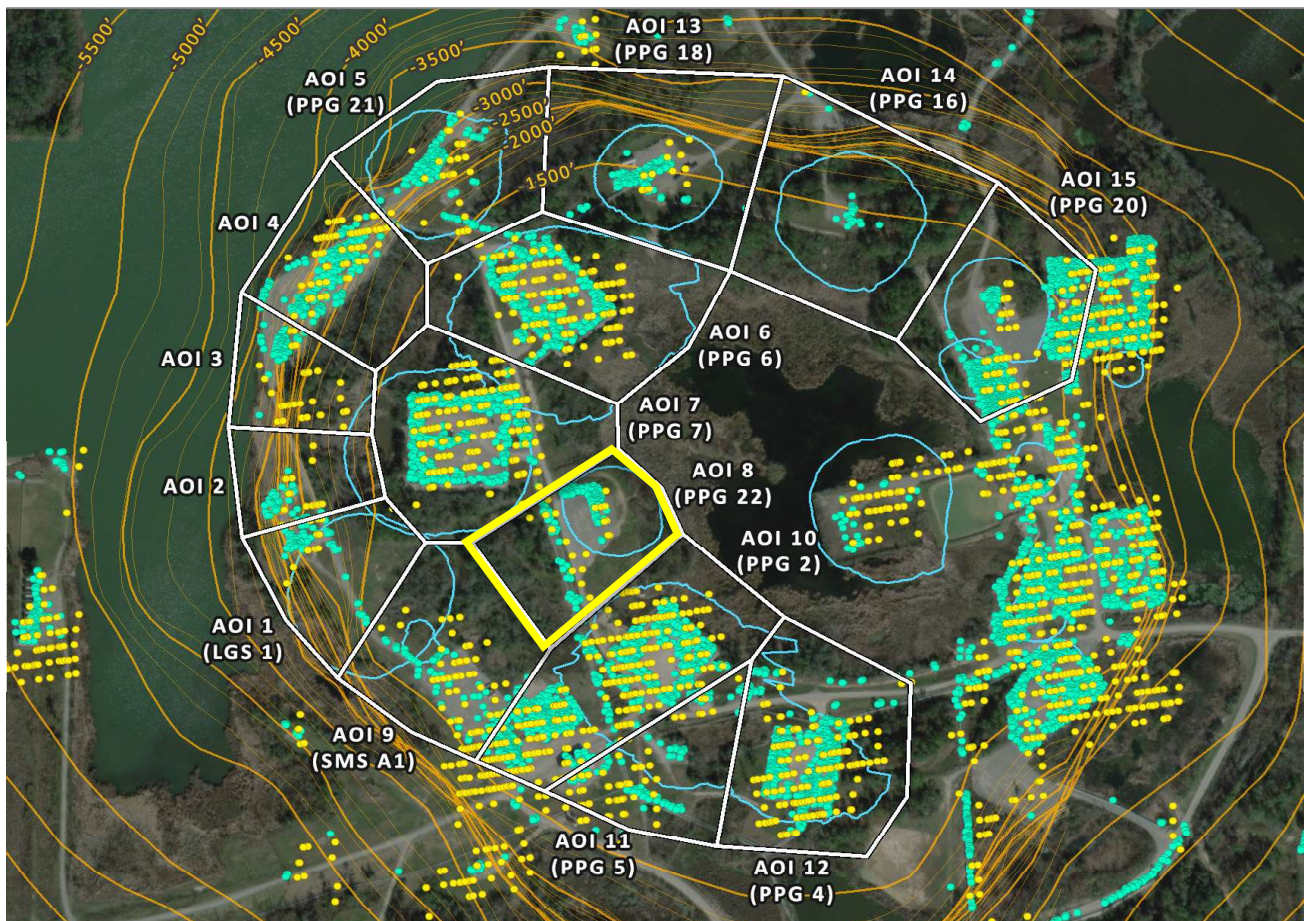 -5500'
-5000'
-4500'
-4000'
-3500'
-3000'
-2500'
-2000'
-1500'
AOI 13
(PPG 18)
AOI 14
(PPG 16)
AOI 5
(PPG 21)
AOI 15
(PPG 20)
AOI 4
AOI 3
AOI 6
(PPG 6)
AOI 7
(PPG 7)
AOI 2
AOI 8
(PPG 22)
AOI 10
(PPG 2)
AOI 1
(LGS 1)
AOI 9
(SMS A1)
AOI 11
(PPG 5)
AOI 12
(PPG 4)